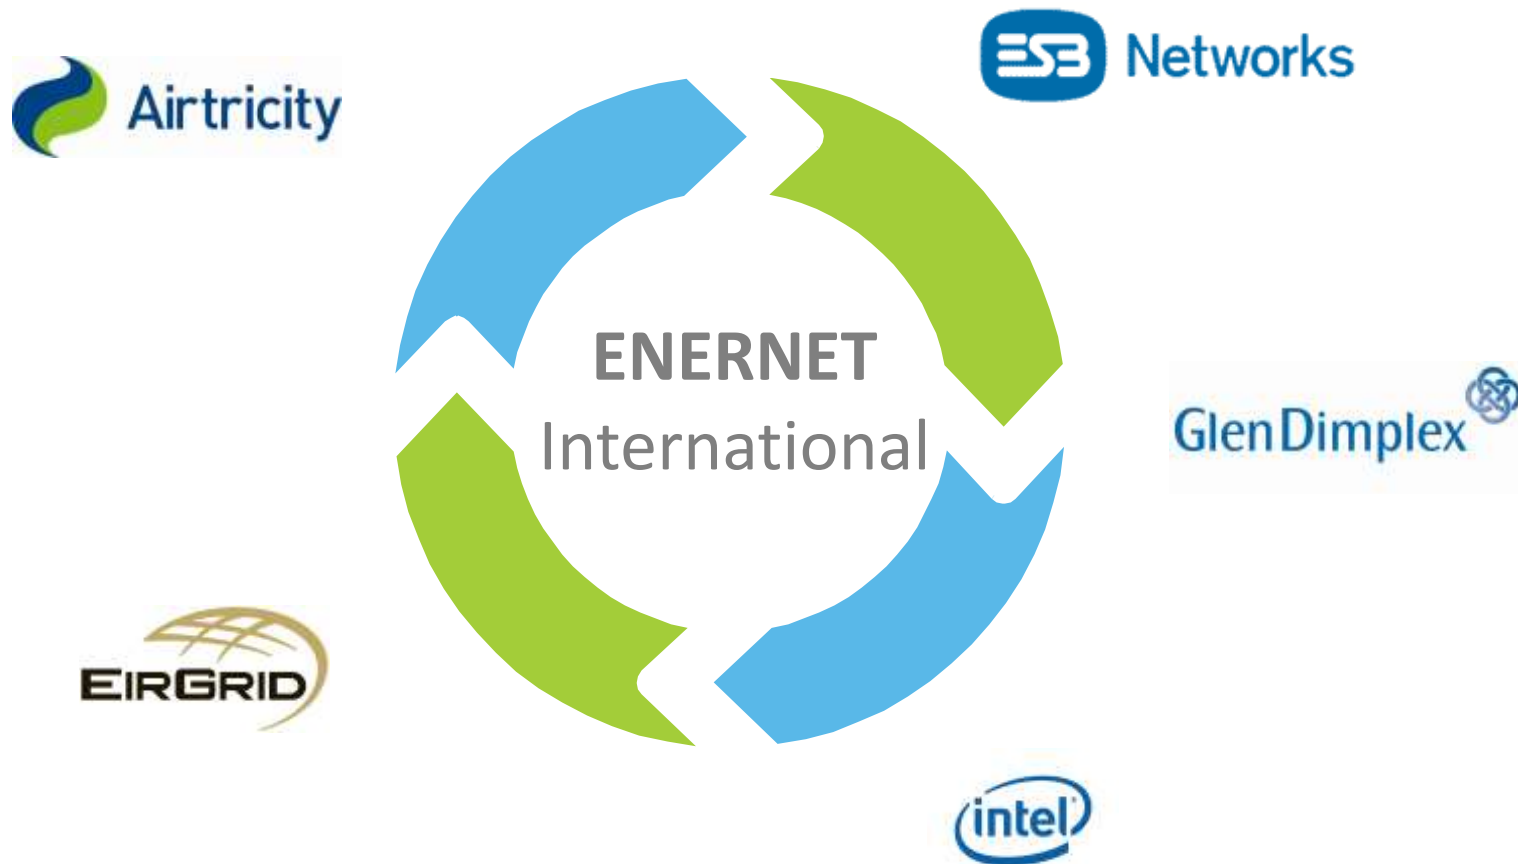 ESB Networks
Airtricity
ENERNET
International
GlenDimplex
EIRGRID
intel